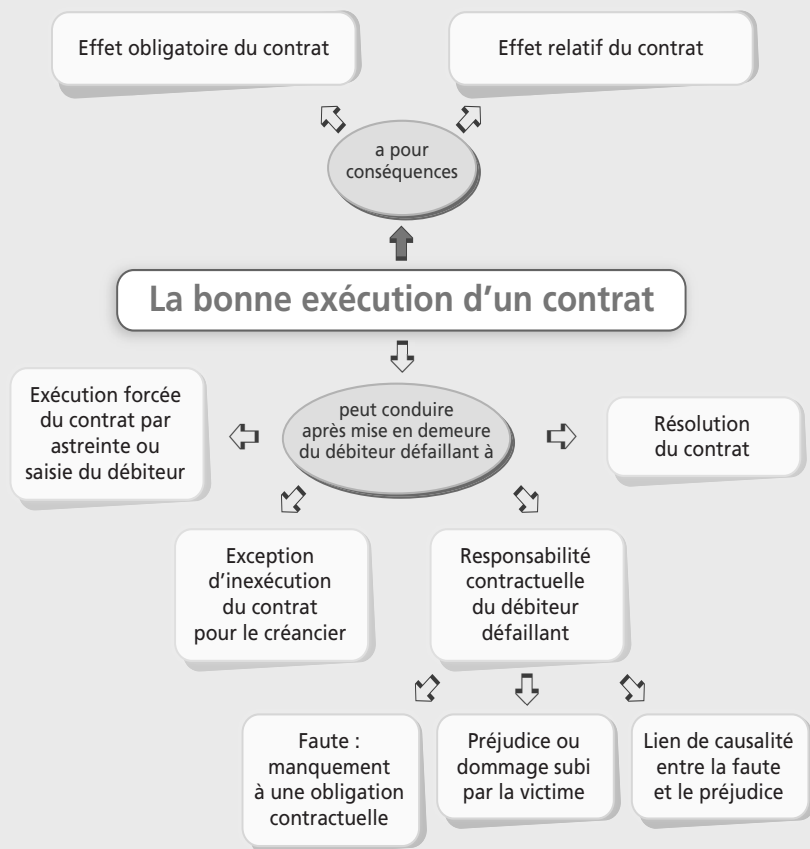 Effet obligatoire du contrat
Effet relatif du contrat
a pour
conséquences
La bonne exécution d'un contrat
Exécution forcée
du contrat par
astreinte ou
saisie du débiteur
peut conduire
après mise en demeure
du débiteur défaillant à
Résolution
du contrat
Exception
d'inexécution
du contrat
pour le créancier
Responsabilité
contractuelle
du débiteur
défaillant
Faute :
manquement
à une obligation
contractuelle
Préjudice ou
dommage subi
par la victime
Lien de causalité
entre la faute
et le préjudice